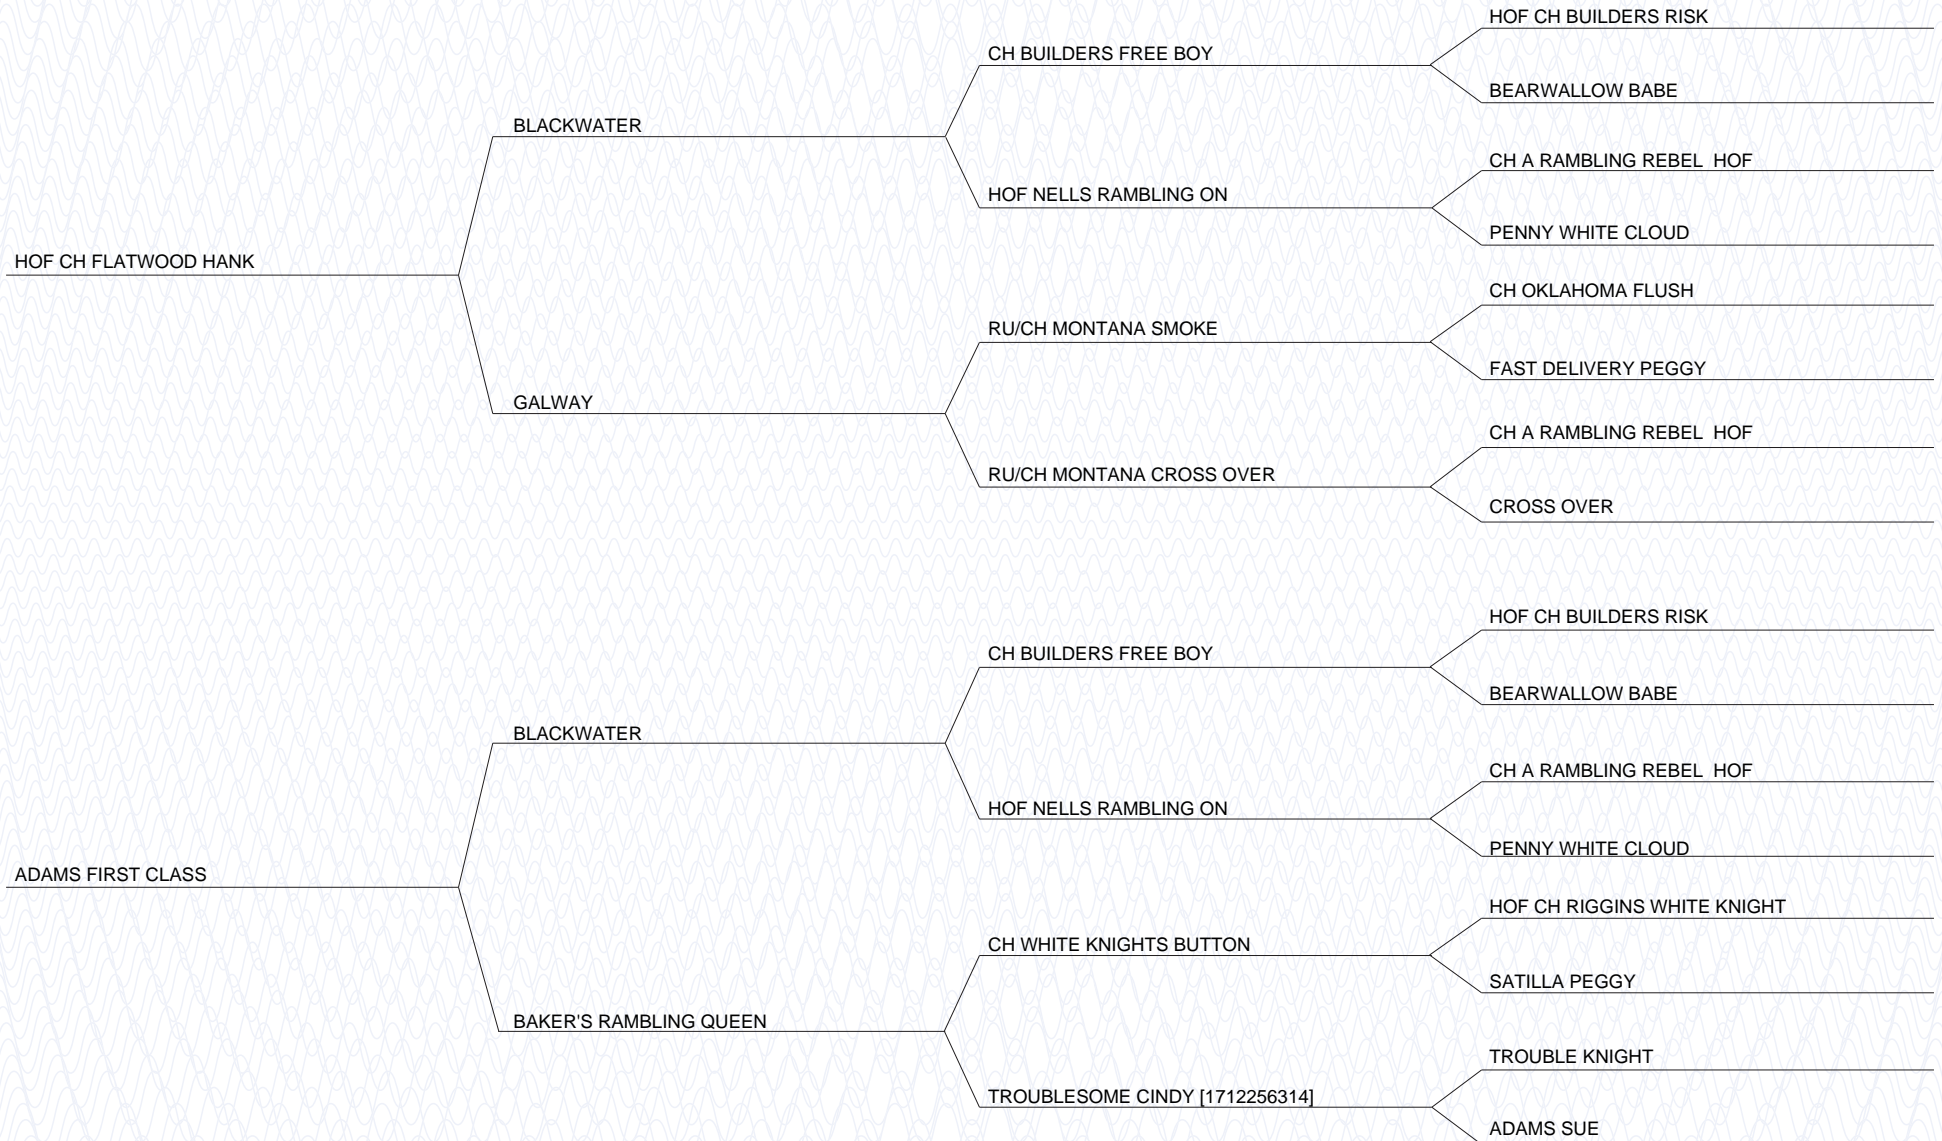 HOF CH BUILDERS RISK
CH BUILDERS FREE BOY
BEARWALLOW BABE
BLACKWATER
CH A RAMBLING REBEL  HOF
HOF NELLS RAMBLING ON
PENNY WHITE CLOUD
HOF CH FLATWOOD HANK
CH OKLAHOMA FLUSH
RU/CH MONTANA SMOKE
FAST DELIVERY PEGGY
GALWAY
CH A RAMBLING REBEL  HOF
RU/CH MONTANA CROSS OVER
CROSS OVER
HOF CH BUILDERS RISK
CH BUILDERS FREE BOY
BEARWALLOW BABE
BLACKWATER
CH A RAMBLING REBEL  HOF
HOF NELLS RAMBLING ON
PENNY WHITE CLOUD
ADAMS FIRST CLASS
HOF CH RIGGINS WHITE KNIGHT
CH WHITE KNIGHTS BUTTON
SATILLA PEGGY
BAKER'S RAMBLING QUEEN
TROUBLE KNIGHT
TROUBLESOME CINDY [1712256314]
ADAMS SUE